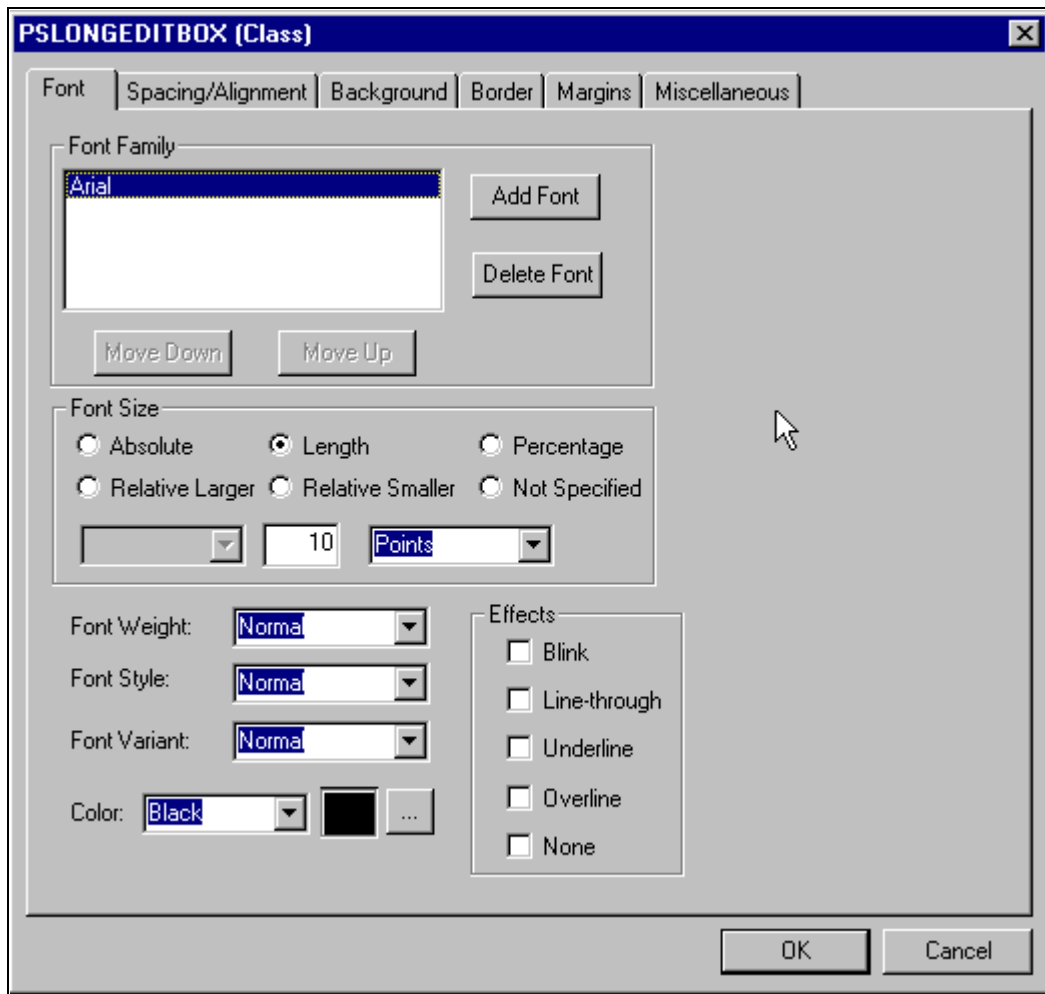 PSLONGEDITBOX (Class)
Font Spacing/Alignment Background Border Margins Miscellaneous
Font Family
Arial
Add Font
Delete Font
Move Down Move Up
Font Size
Absolute Length Percentage
Relative Larger Relative Smaller Not Specified
10 Points
Font Weight: Normal
Font Style: Normal
Font Variant: Normal
Color: Black ...
Effects
Blink
Line-through
Underline
Overline
None
OK Cancel